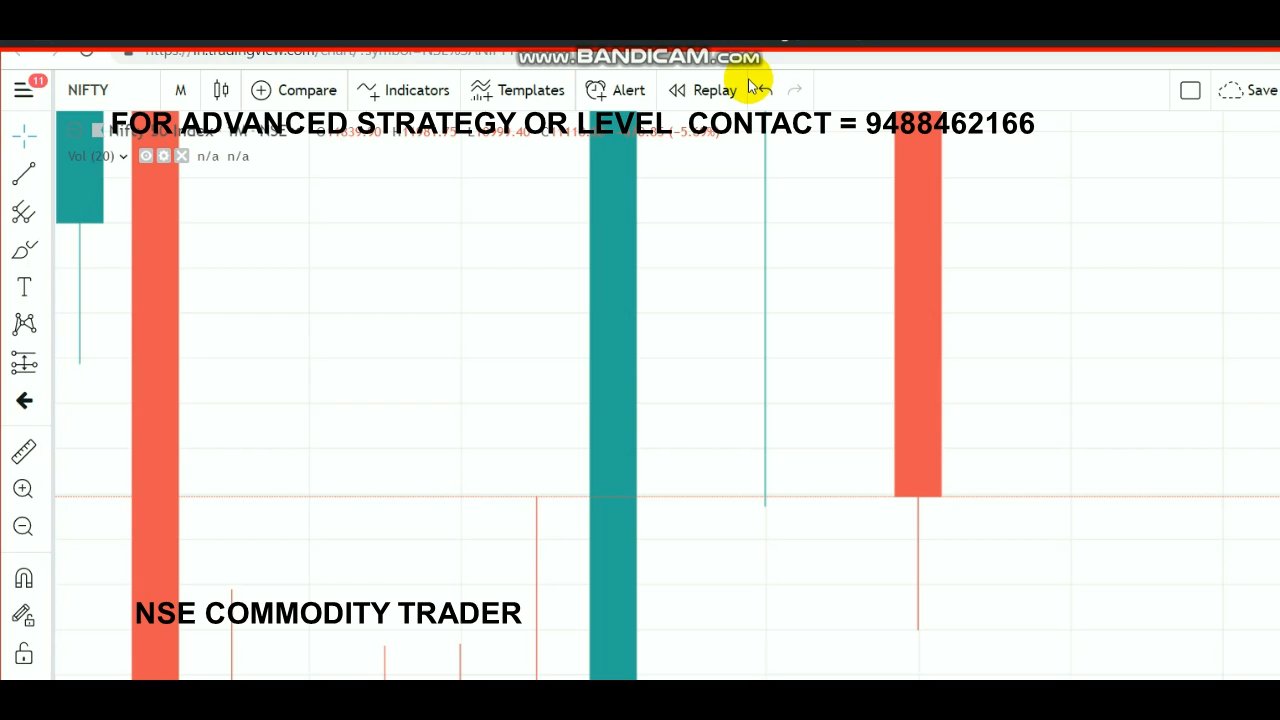 www.BANDICAM.com
11
NIFTY M Compare Indicators Templates Alert Replay Save
FOR ADVANCED STRATEGY OR LEVEL CONTACT = 9488462166
Vol (20) n/a n/a
NSE COMMODITY TRADER